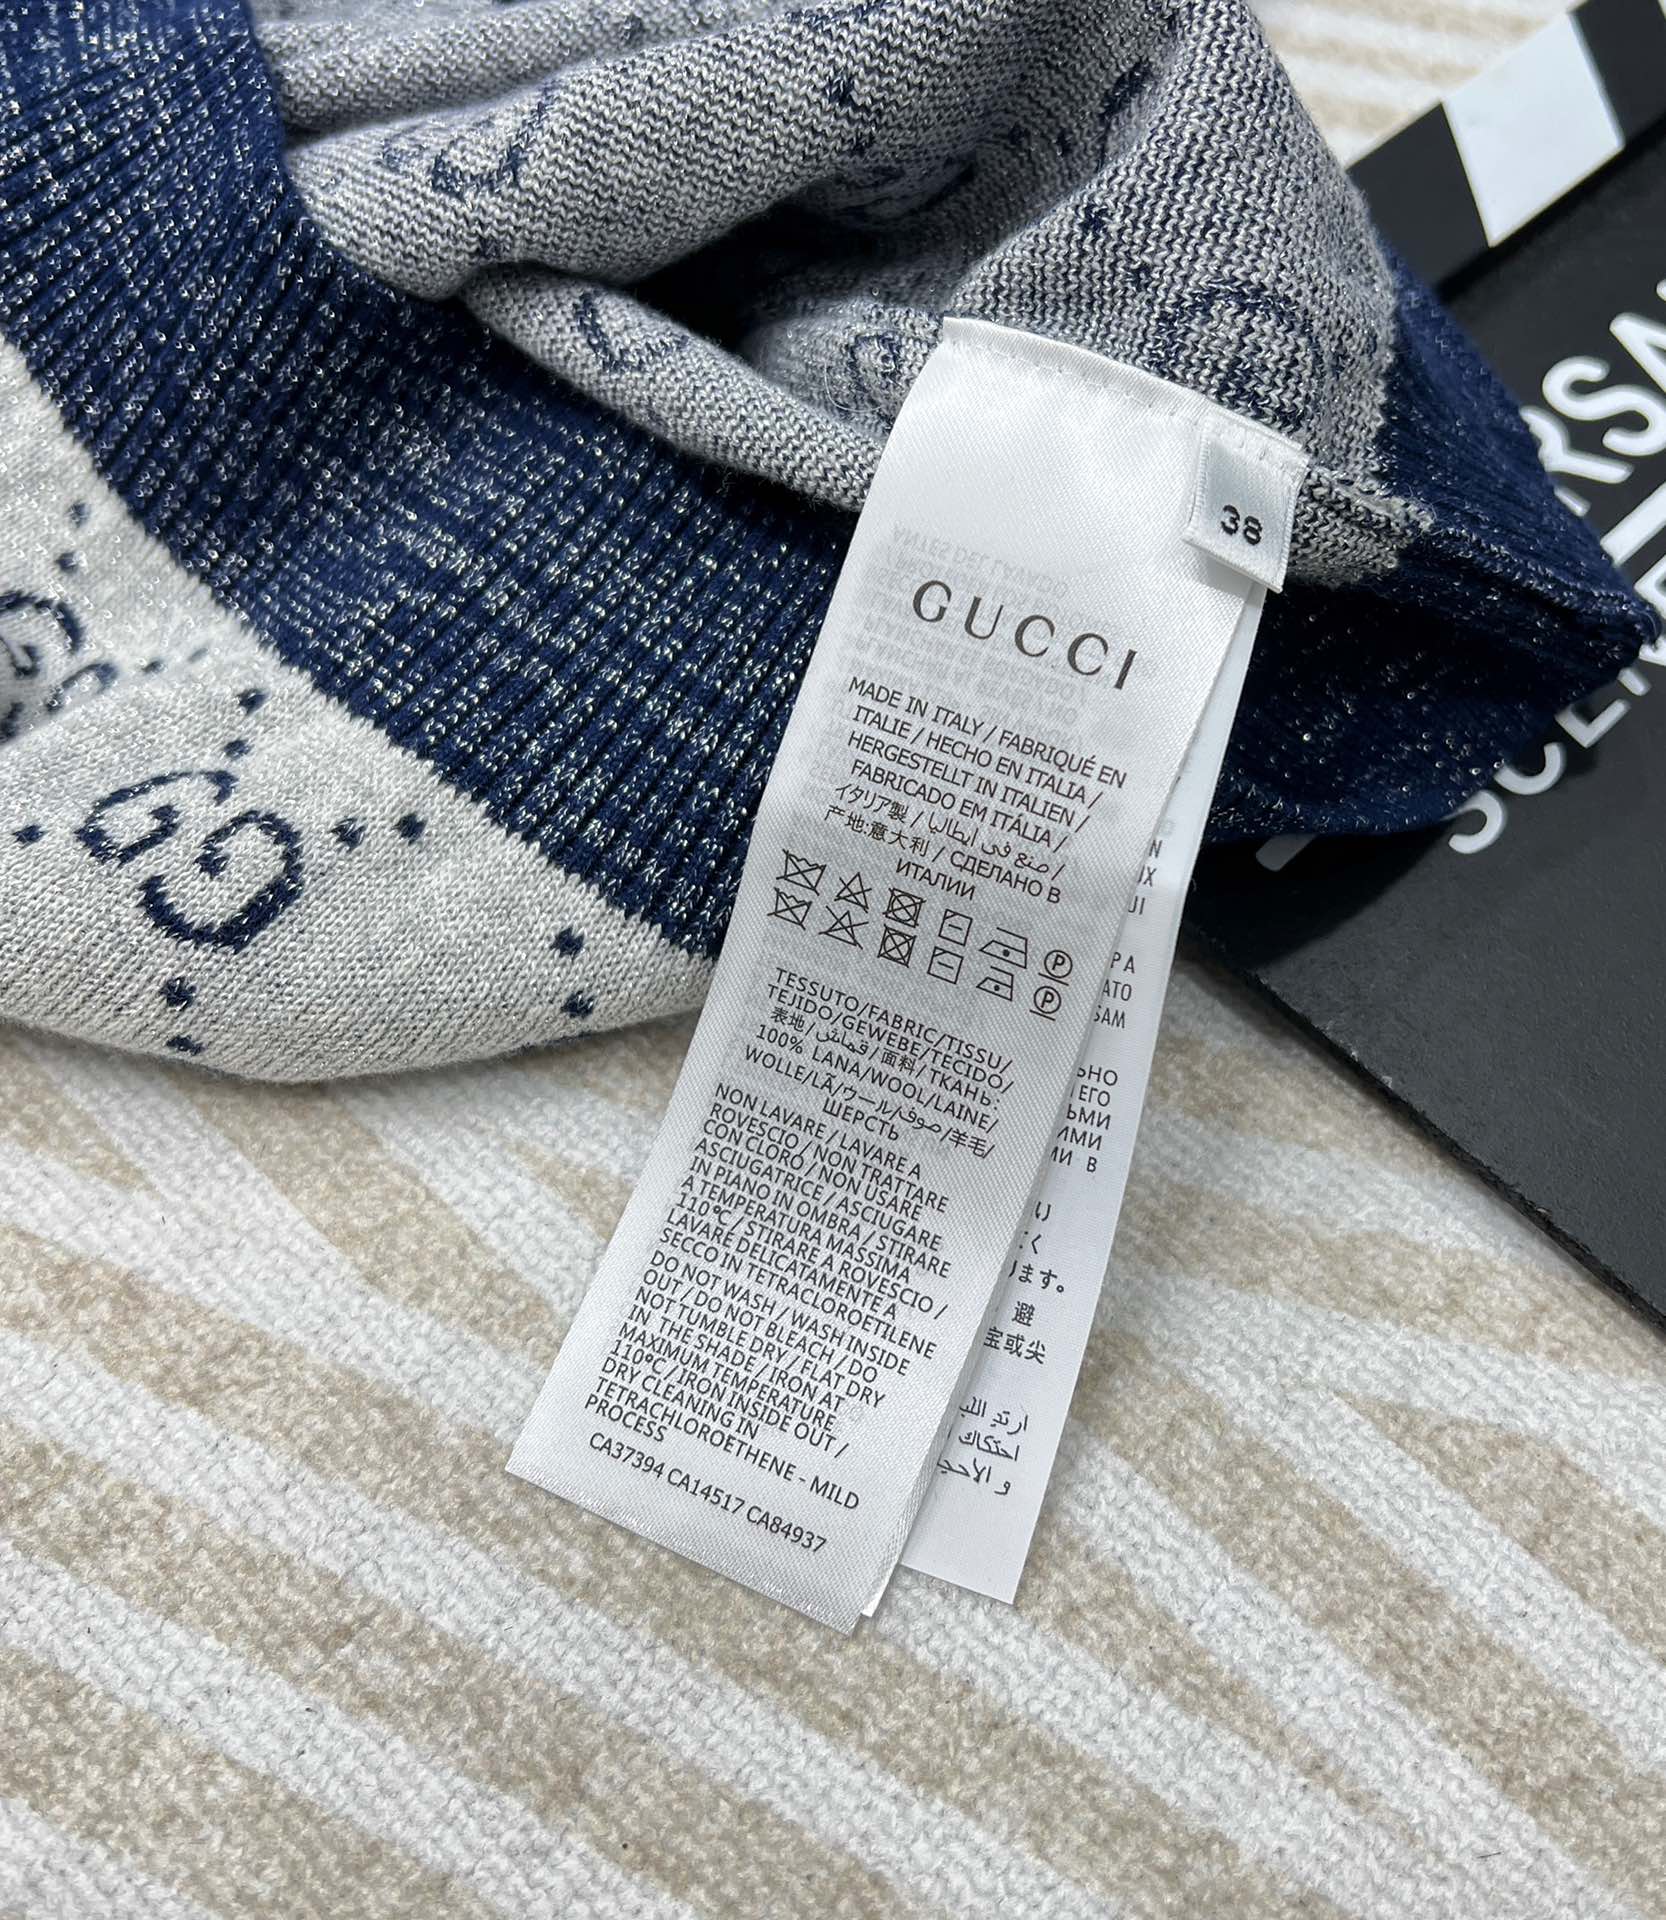 38
GUCCI
MADE IN ITALY / FABRIQUÉ EN
ITALIE / HECHO EN ITALIA /
HERGESTELLT IN ITALIEN /
FABRICADO EM ITÁLIA /
イタリア製 / صنع في إيطاليا /
产地:意大利 / СДЕЛАНО В
ИТАЛИИ
P
P
TESSUTO/FABRIC/TISSU/
TEJIDO/GEWEBE/TECIDO/
表地/قماش/面料/ТКАНЬ:
100% LANA/WOOL/LAINE/
WOLLE/LÃ/ウール/صوف/羊毛/
ШЕРСТЬ
NON LAVARE / LAVARE A
ROVESCIO / NON TRATTARE
CON CLORO / NON USARE
ASCIUGATRICE / ASCIUGARE
IN PIANO IN OMBRA / STIRARE
A TEMPERATURA MASSIMA
110°C / STIRARE A ROVESCIO /
LAVARE DELICATAMENTE A
SECCO IN TETRACLOROETILENE
DO NOT WASH / WASH INSIDE
OUT / DO NOT BLEACH / DO
NOT TUMBLE DRY / FLAT DRY
IN THE SHADE / IRON AT
MAXIMUM TEMPERATURE
110°C / IRON INSIDE OUT /
DRY CLEANING IN
TETRACHLOROETHENE - MILD
PROCESS
CA37394 CA14517 CA84937